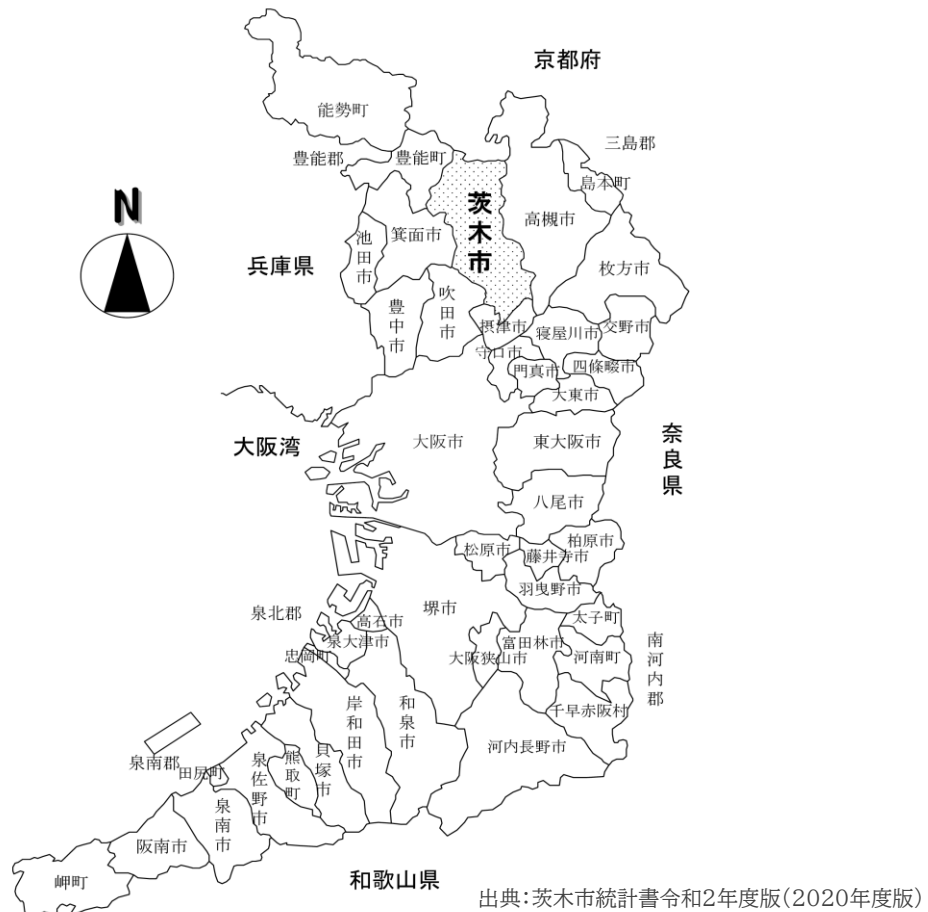 京都府
能勢町
三島郡
豊能郡
豊能町
島本町
N
茨木市
高槻市
池田市
箕面市
兵庫県
枚方市
吹田市
豊中市
摂津市
寝屋川市
交野市
守口市
門真市
四條畷市
大東市
大阪湾
大阪市
東大阪市
奈良県
八尾市
松原市
藤井寺市
柏原市
羽曳野市
泉北郡
堺市
高石市
太子町
泉大津市
富田林市
南河内郡
忠岡町
大阪狭山市
河南町
岸和田市
和泉市
千早赤阪村
河内長野市
泉南郡
田尻町
泉佐野市
熊取町
貝塚市
泉南市
阪南市
岬町
和歌山県
出典:茨木市統計書令和2年度版(2020年度版)